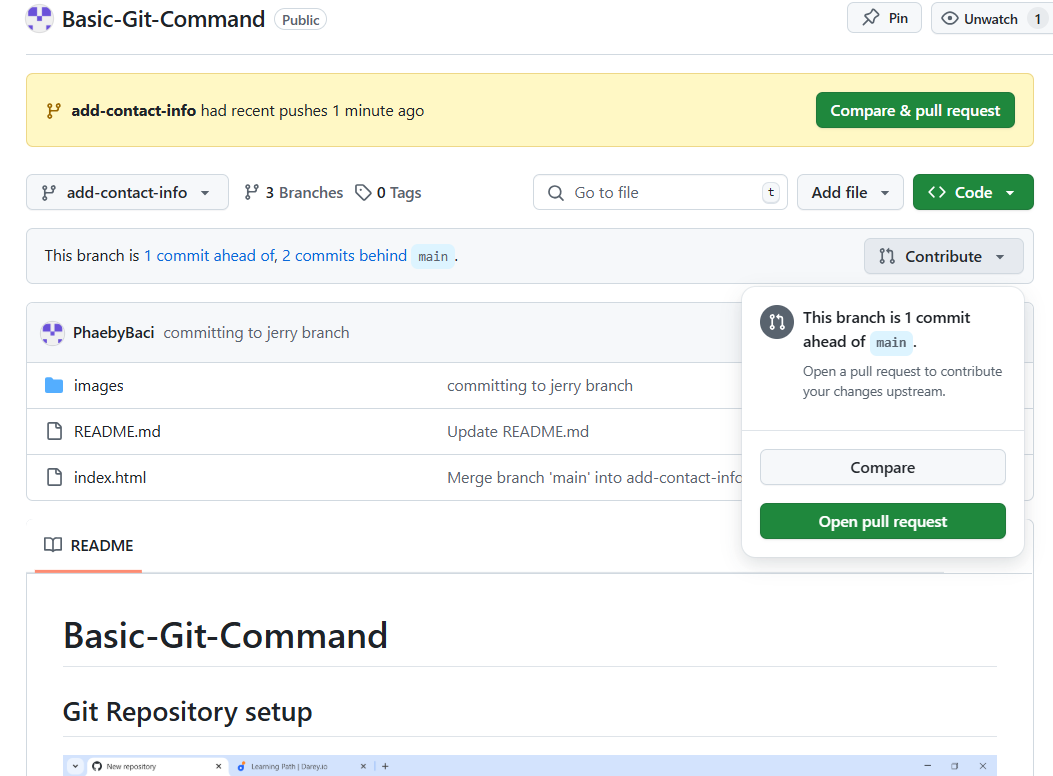 Basic-Git-Command Public Pin Unwatch 1
add-contact-info had recent pushes 1 minute ago Compare & pull request
add-contact-info 3 Branches 0 Tags Go to file t Add file <> Code
This branch is 1 commit ahead of, 2 commits behind main . Contribute
This branch is 1 commit
ahead of main .
Open a pull request to contribute
your changes upstream.
Compare
Open pull request
PhaebyBaci committing to jerry branch
images committing to jerry branch
README.md Update README.md
index.html Merge branch 'main' into add-contact-info
README
Basic-Git-Command
Git Repository setup
New repository Learning Path | Darey.io